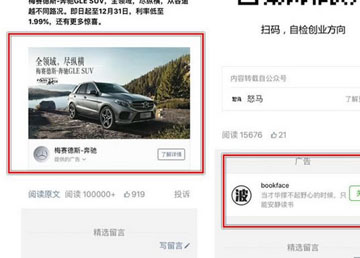 梅赛德斯-奔驰GLE SUV，全领域，尽纵横，从容适
越不同路况。即日起至12月31日，利率低至
1.99%，还有更多惊喜。
全领域，尽纵横
梅赛德斯-奔驰GLE SUV
梅赛德斯-奔驰
提供的广告
了解详情
阅读原文 阅读 100000+ 919 投诉
精选留言
写留言
扫码，自检创业方向
内容转载自公众号
怒马 怒马
阅读 15676 21
广告
波
bookface
当才华撑不起野心的时候，只
能安静读书
精选留言